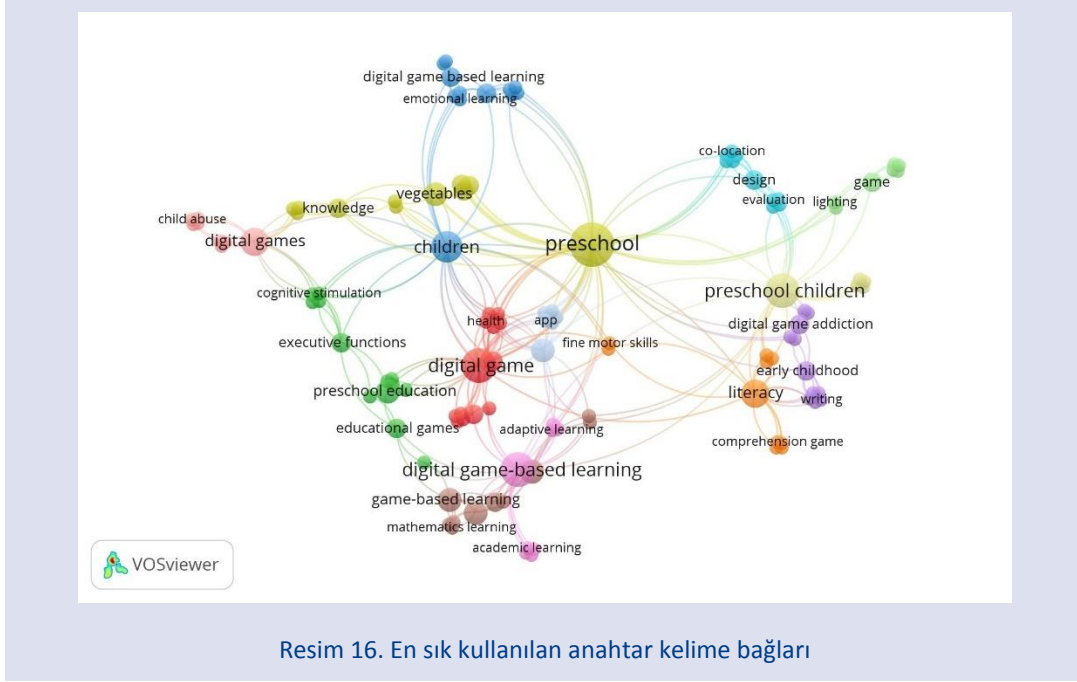 digital game based learning
emotional learning
co-location
design
game
evaluation
lighting
vegetables
knowledge
child abuse
digital games
children
preschool
cognitive stimulation
preschool children
health
app
digital game addiction
executive functions
fine motor skills
digital game
early childhood
preschool education
literacy
writing
educational games
adaptive learning
comprehension game
digital game-based learning
game-based learning
mathematics learning
academic learning
VOSviewer
Resim 16. En sık kullanılan anahtar kelime bağları